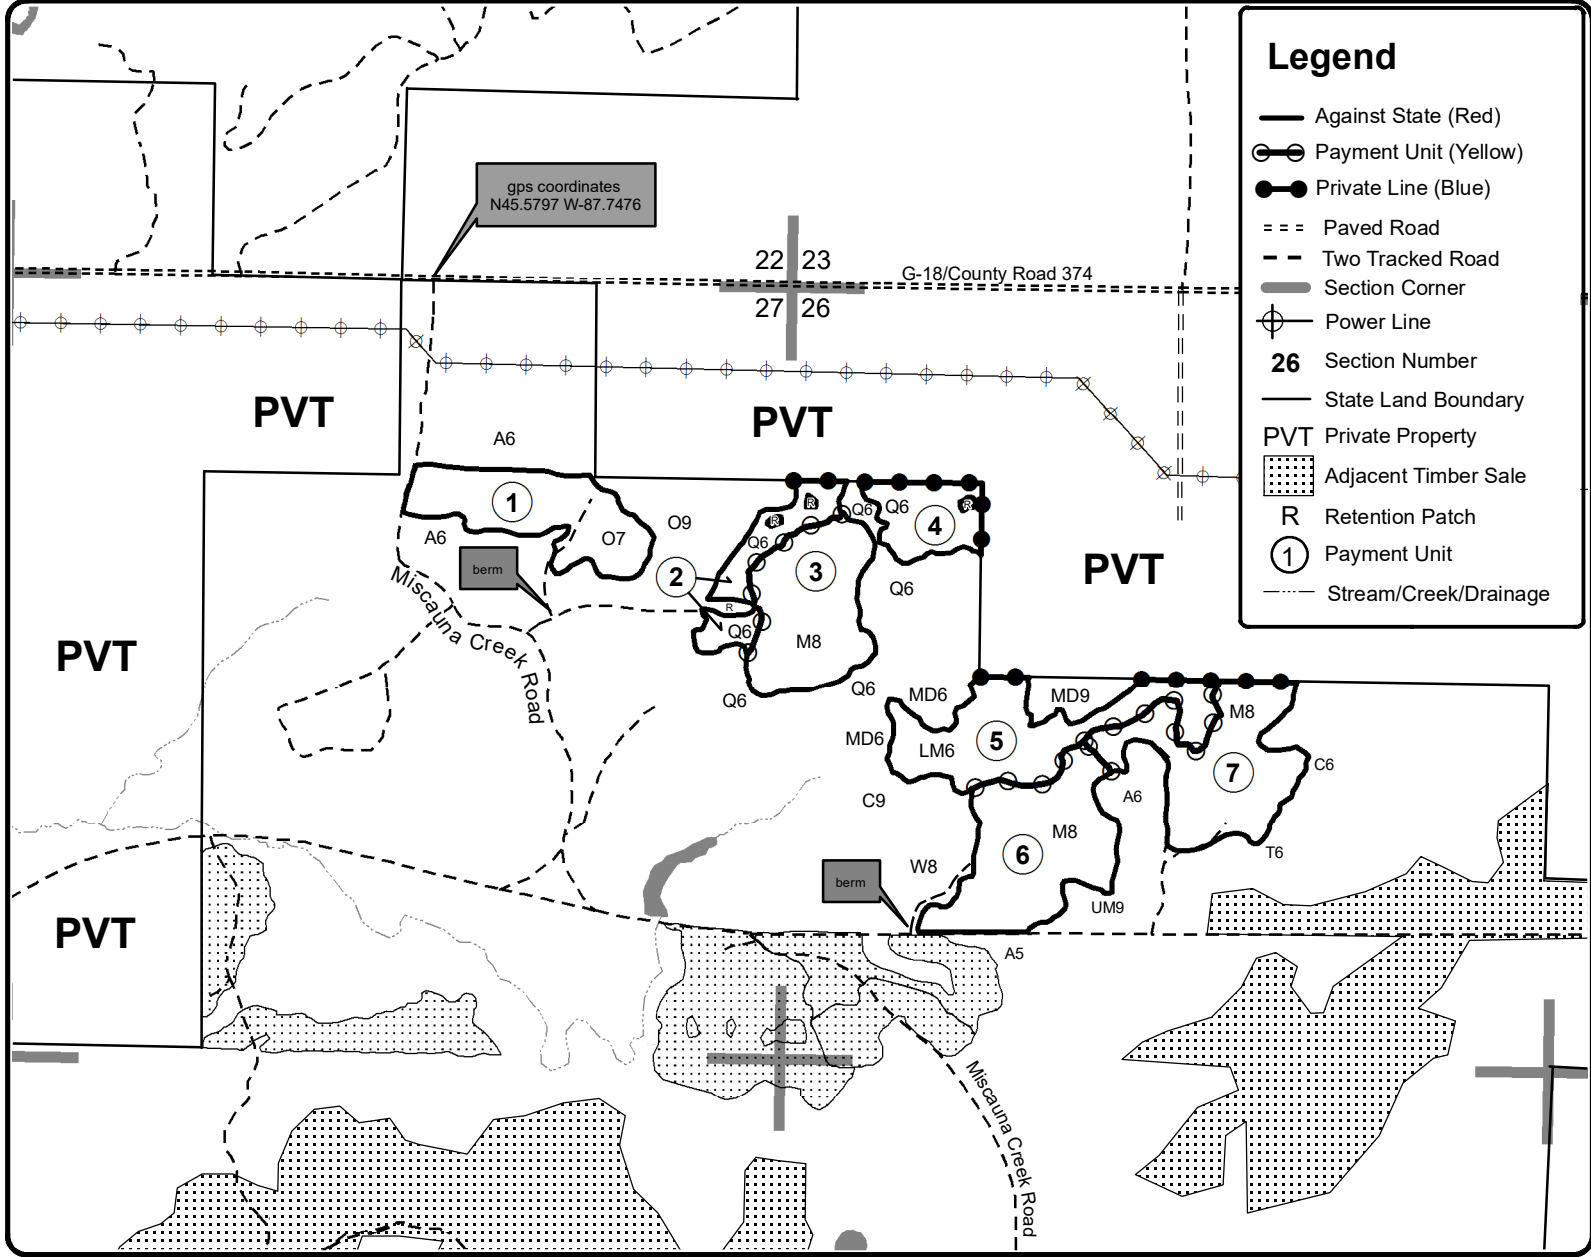 Legend
Against State (Red)
Payment Unit (Yellow)
Private Line (Blue)
Paved Road
Two Tracked Road
Section Corner
Power Line
26 Section Number
State Land Boundary
PVT Private Property
Adjacent Timber Sale
R Retention Patch
1 Payment Unit
Stream/Creek/Drainage
gps coordinates
N45.5797 W-87.7476
22 23
27 26
G-18/County Road 374
PVT
PVT
A6
1
A6
O7
O9
berm
Miscauna Creek Road
2
R
R
Q6
R
Q6
3
M8
Q6
Q6
Q6
Q6
R
4
Q6
PVT
PVT
MD6
MD9
MD6
LM6
5
C9
M8
7
C6
A6
M8
6
T6
W8
berm
UM9
A5
PVT
Miscauna Creek Road